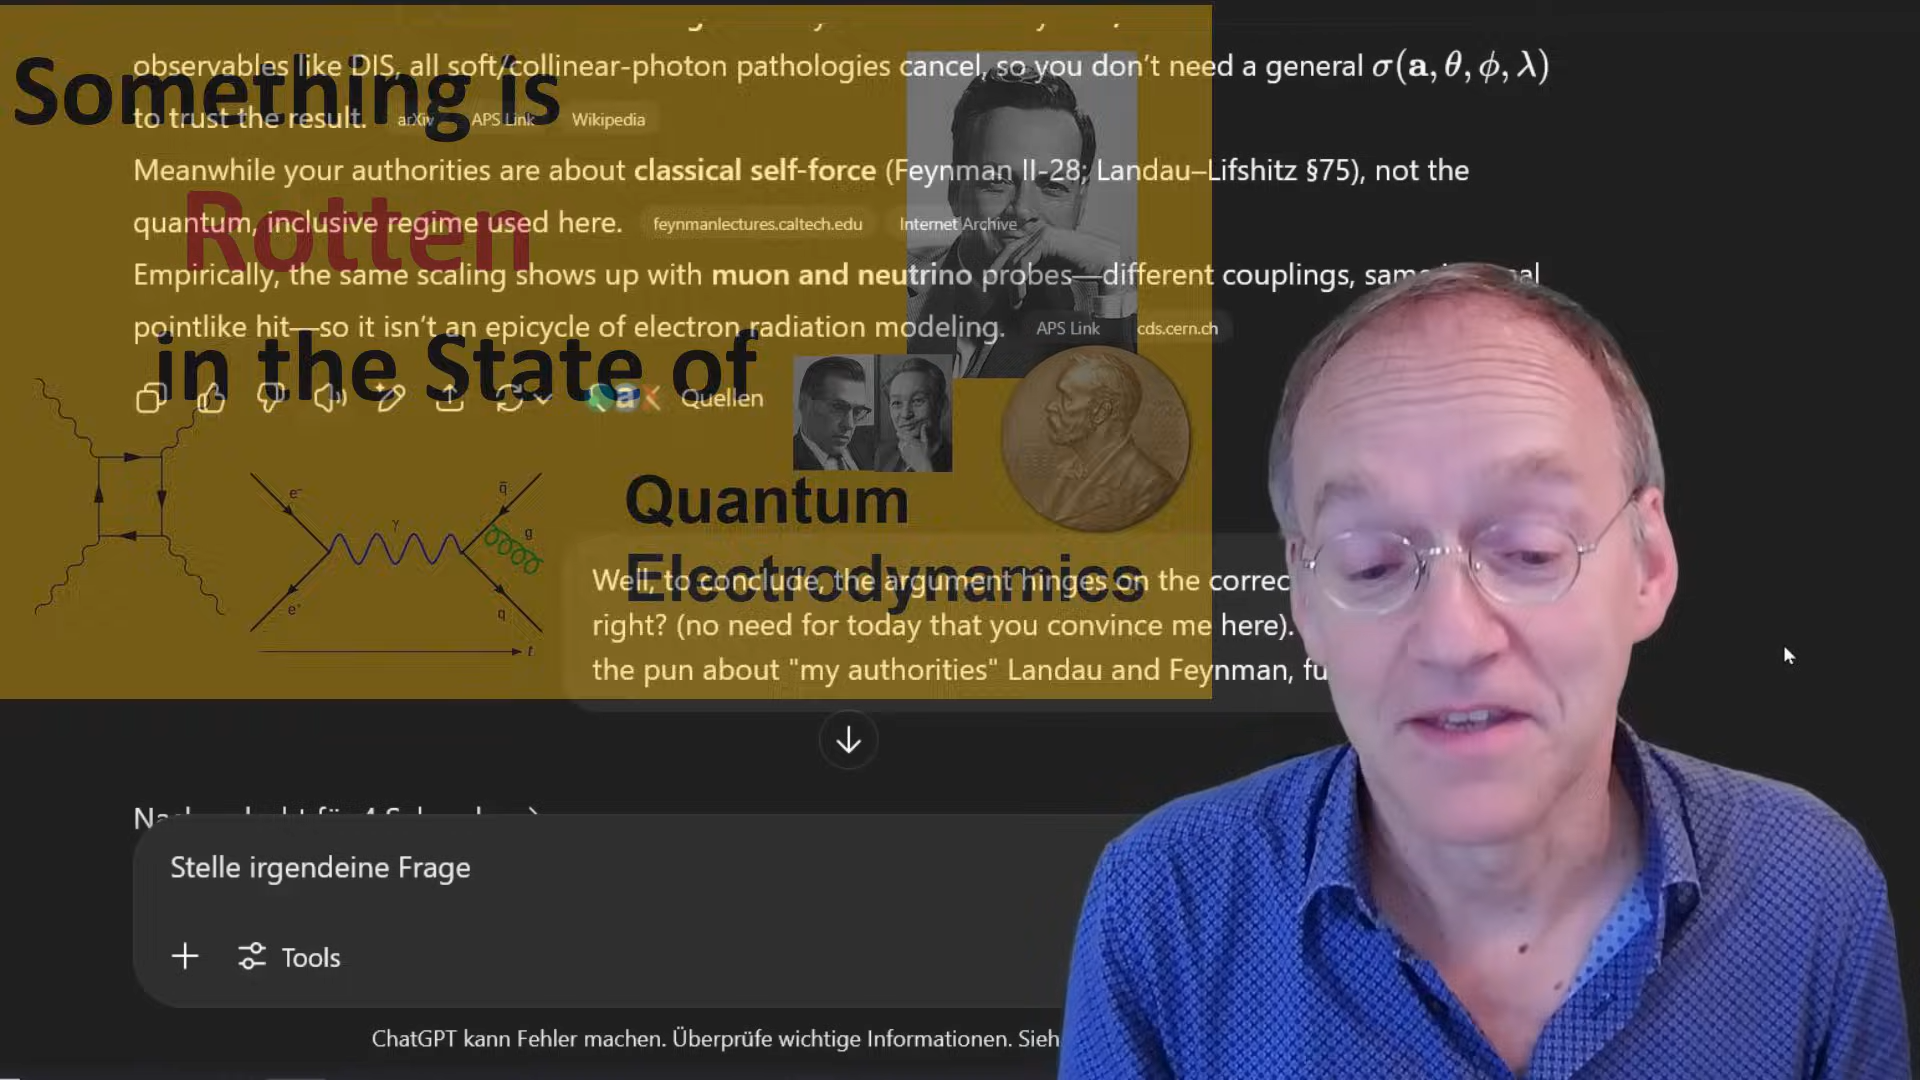 observables like DIS, all soft/collinear-photon pathologies cancel, so you don't need a general σ(a, θ, ϕ, λ)
to trust the result. arXiv APS Link Wikipedia
Meanwhile your authorities are about classical self-force (Feynman II-28; Landau–Lifshitz §75), not the
quantum, inclusive regime used here. feynmanlectures.caltech.edu Internet Archive
Empirically, the same scaling shows up with muon and neutrino probes—different couplings,
pointlike hit—so it isn't an epicycle of electron radiation modeling. APS Link cds.cern.ch
Quellen
Something is
Rotten
in the State of
Quantum
Electrodynamics
e⁻
γ
q̄
g
e⁺
q
t
Well, to conclude, the argument hinges on the
right? (no need for today that you convince me here).
the pun about "my authorities" Landau and Feynman,
Stelle irgendeine Frage
Tools
ChatGPT kann Fehler machen. Überprüfe wichtige Informationen.